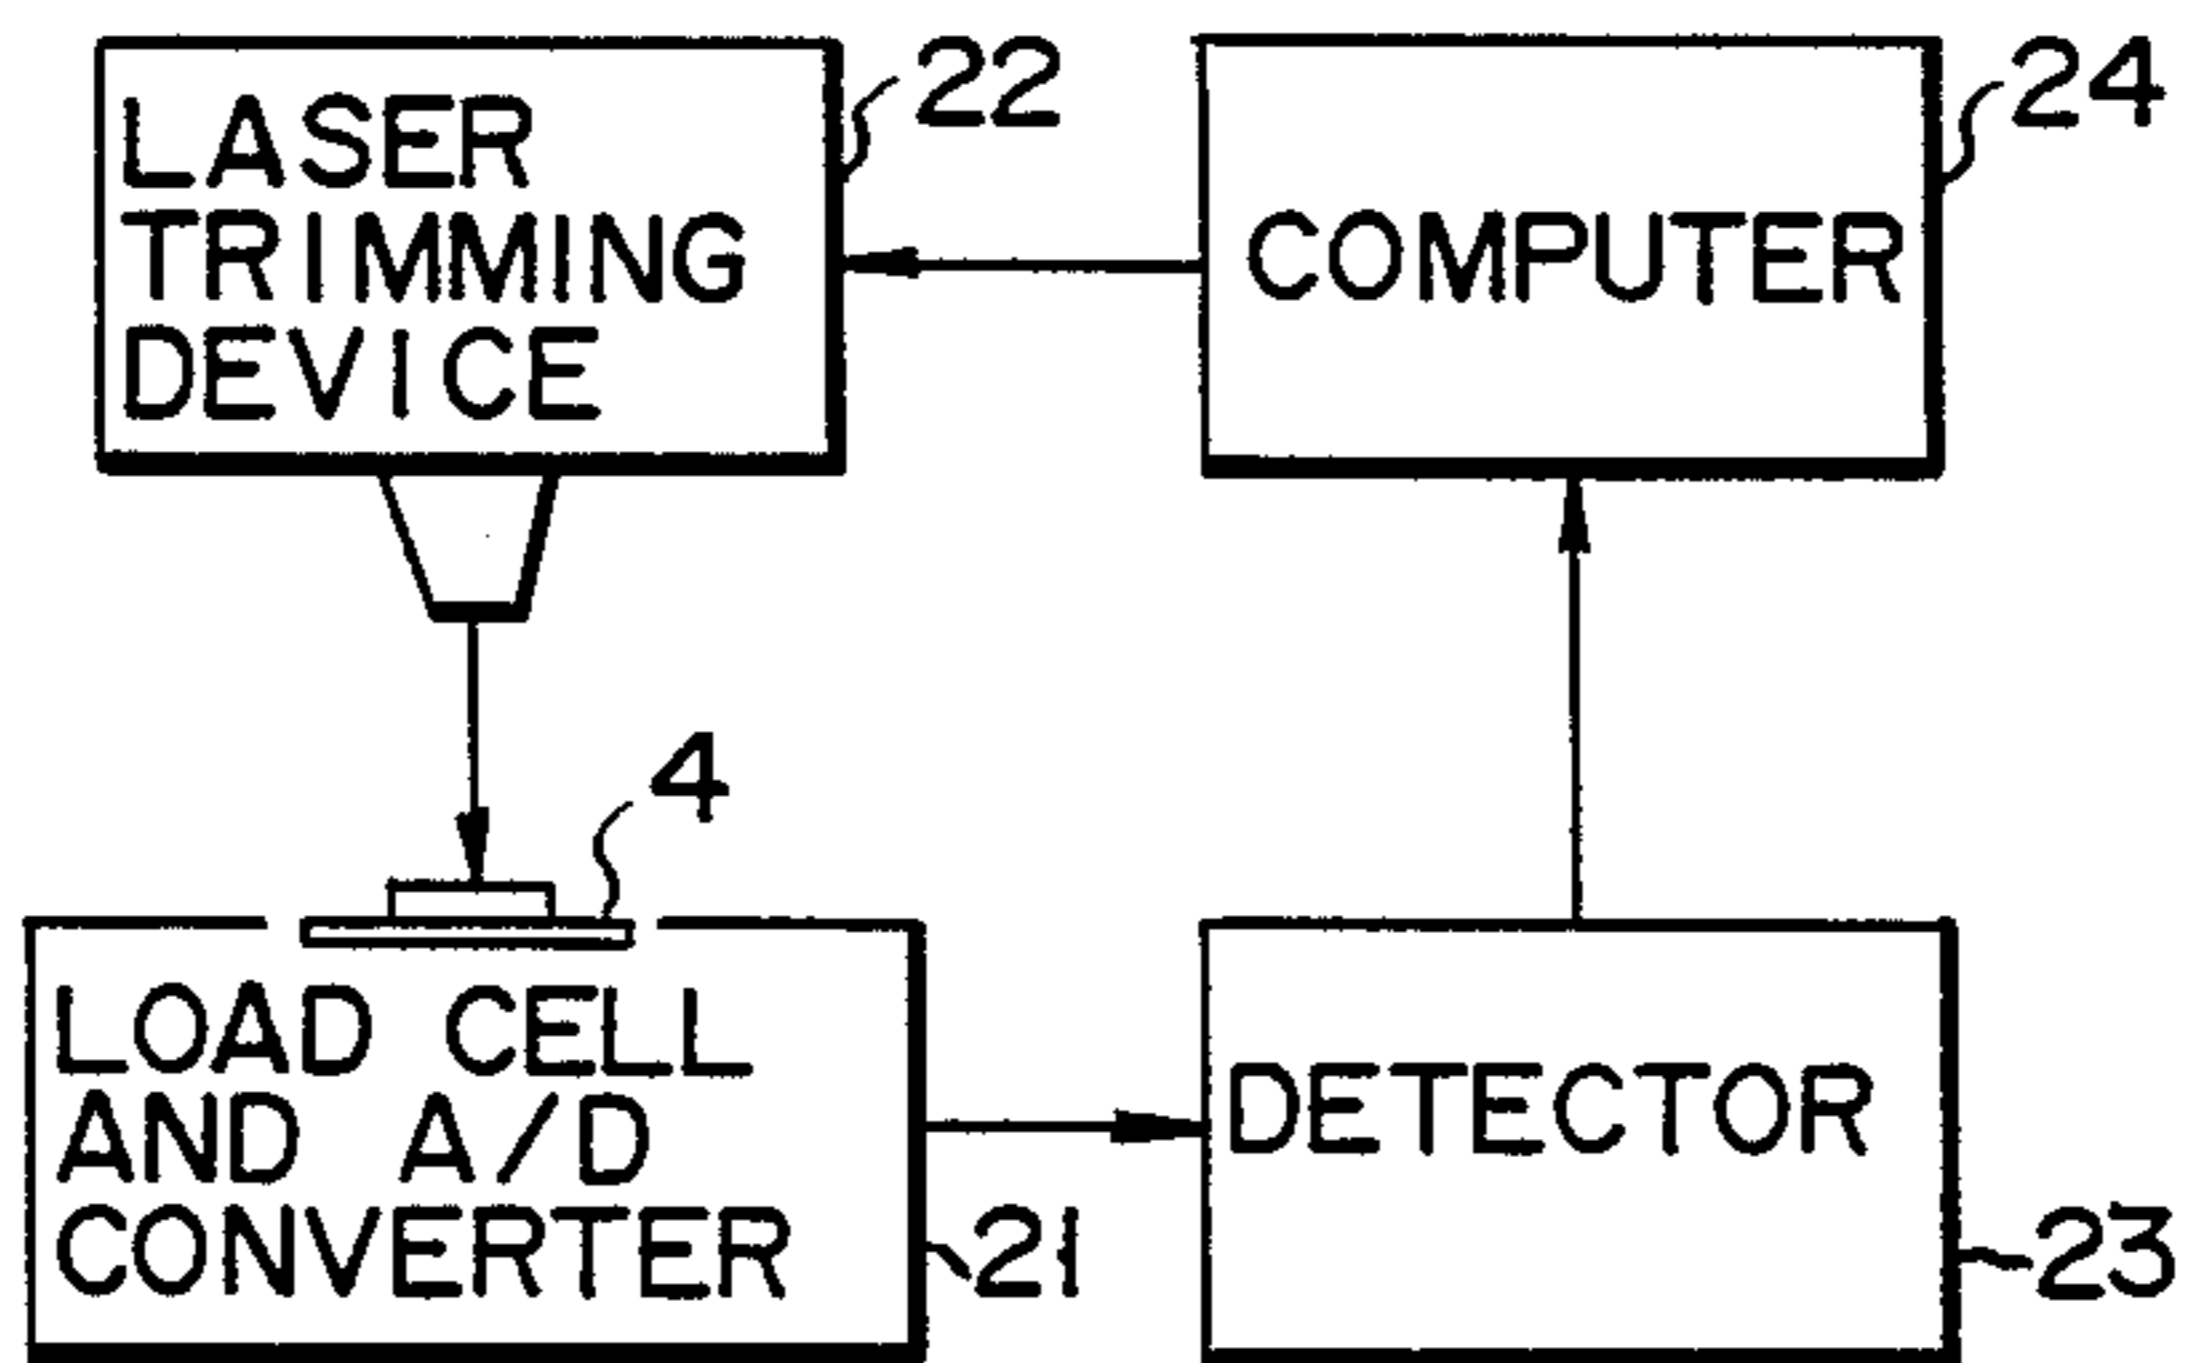 LASER
TRIMMING
DEVICE
22
COMPUTER
24
4
LOAD CELL
AND A/D
CONVERTER
21
DETECTOR
23